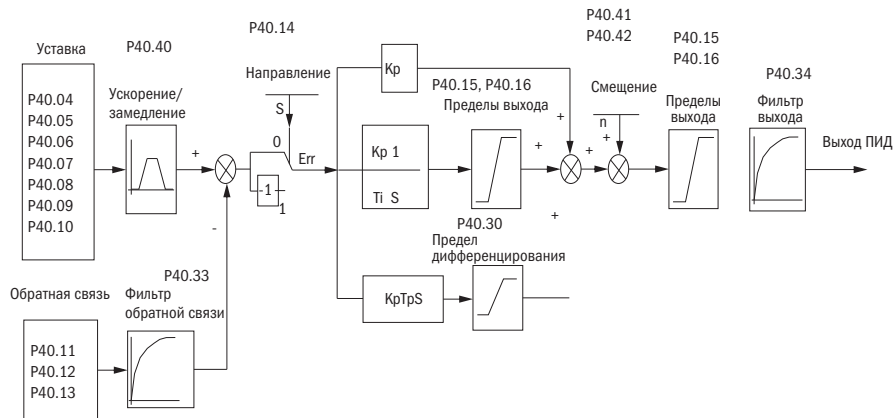 Уставка
P40.04
P40.05
P40.06
P40.07
P40.08
P40.09
P40.10
P40.40
Ускорение/
замедление
+
-
P40.14
Направление
S
0
Err
-1
1
Kp
P40.15, P40.16
Пределы выхода
Kp 1
Ti S
+
+
+
P40.30
Предел
дифференцирования
KpTpS
P40.41
P40.42
Смещение
n
+
+
P40.15
P40.16
Пределы
выхода
P40.34
Фильтр
выхода
Выход ПИД
Обратная связь
P40.11
P40.12
P40.13
P40.33
Фильтр
обратной связи